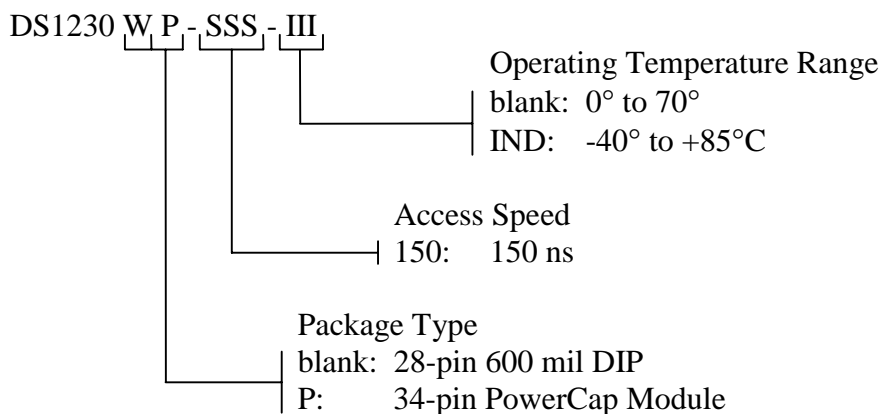 DS1230 W P - SSS - III
Operating Temperature Range
blank: 0° to 70°
IND: -40° to +85°C
Access Speed
150: 150 ns
Package Type
blank: 28-pin 600 mil DIP
P: 34-pin PowerCap Module